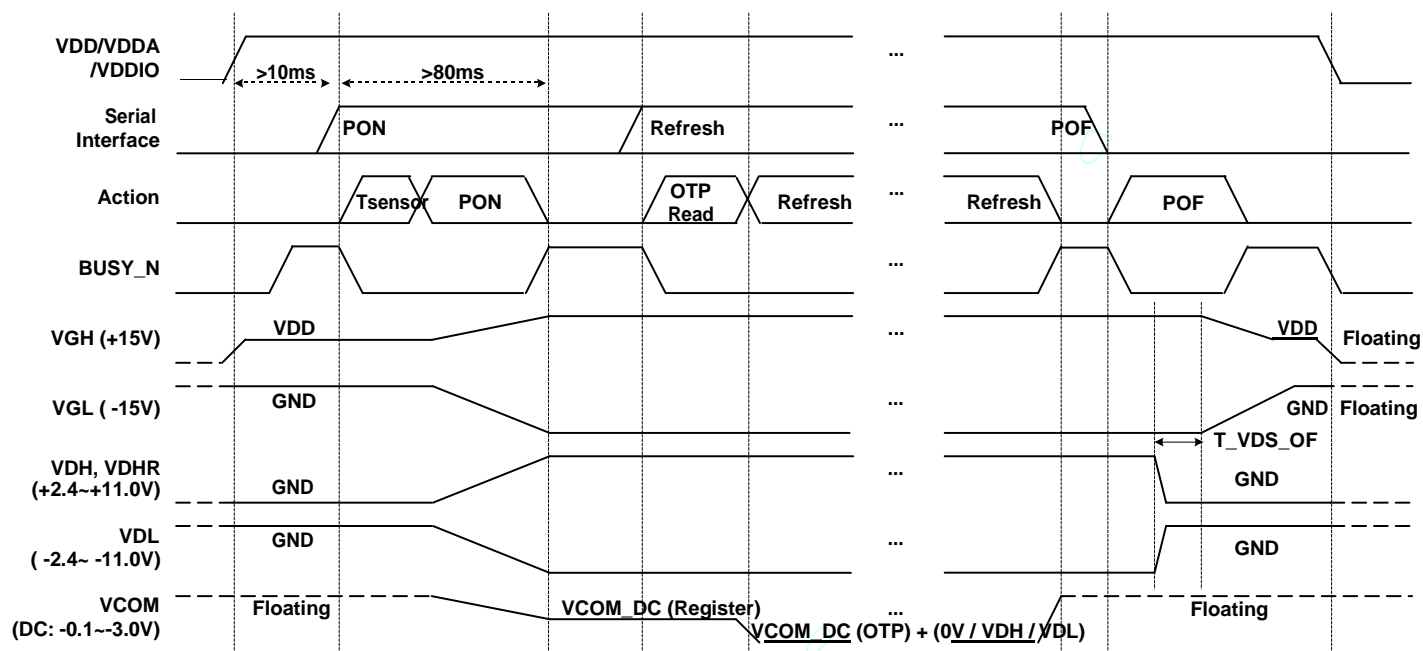 VDD/VDDA
/VDDIO
>10ms
>80ms
...
Serial
Interface
PON
Refresh
...
POF
Action
Tsensor
PON
OTP
Read
Refresh
...
Refresh
POF
BUSY_N
...
VGH (+15V)
VDD
...
VDD
Floating
VGL ( -15V)
GND
...
GND
Floating
T_VDS_OF
VDH, VDHR
(+2.4~+11.0V)
GND
...
GND
VDL
( -2.4~ -11.0V)
GND
...
GND
VCOM
(DC: -0.1~-3.0V)
Floating
VCOM_DC (Register)
...
VCOM_DC (OTP) + (0V / VDH / VDL)
Floating